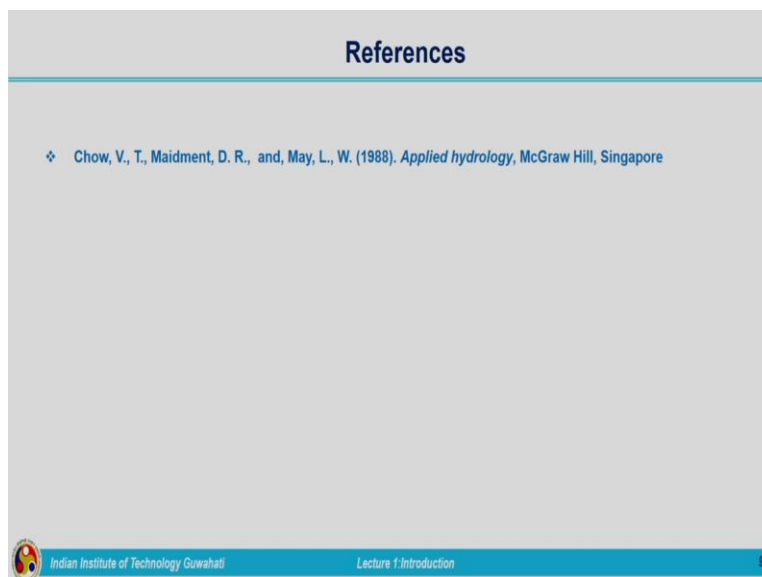 References
❖ Chow, V., T., Maidment, D. R., and, May, L., W. (1988). Applied hydrology, McGraw Hill, Singapore
Indian Institute of Technology Guwahati Lecture 1:Introduction